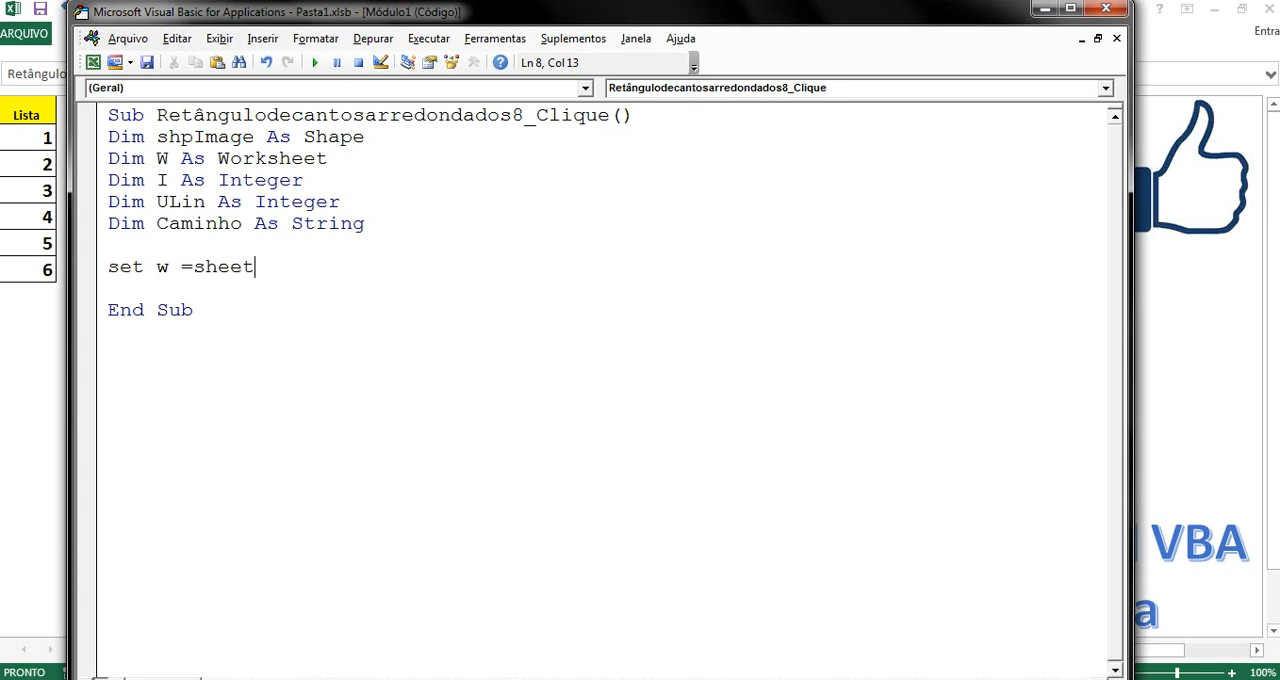 Microsoft Visual Basic for Applications - Pasta1.xlsb - [Módulo1 (Código)]
ARQUIVO
Arquivo Editar Exibir Inserir Formatar Depurar Executar Ferramentas Suplementos Janela Ajuda
Entra
Ln 8, Col 13
Retângulo
(Geral)
Retângulodecantosarredondados8_Clique
Lista
1
2
3
4
5
6
Sub Retângulodecantosarredondados8_Clique()
Dim shpImage As Shape
Dim W As Worksheet
Dim I As Integer
Dim ULin As Integer
Dim Caminho As String
set w =sheet
End Sub
VBA
a
PRONTO
100%